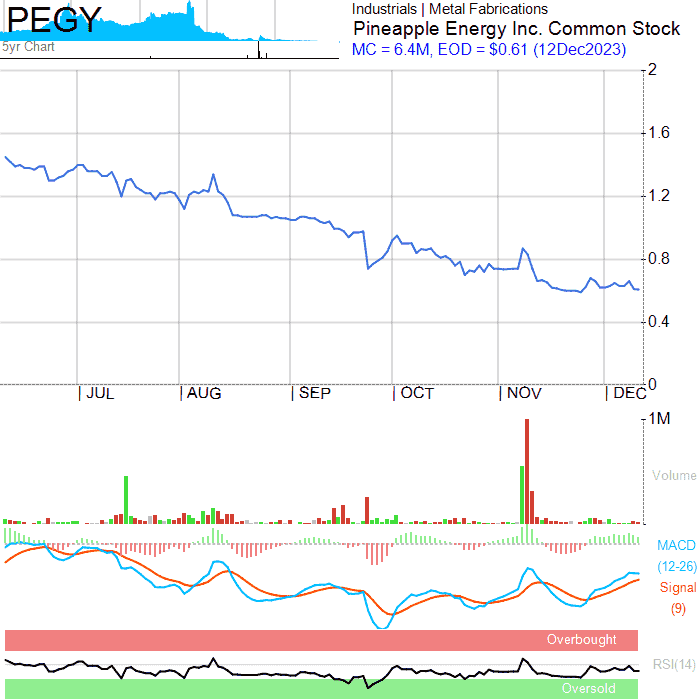 PEGY
5yr Chart
Industrials | Metal Fabrications
Pineapple Energy Inc. Common Stock
MC = 6.4M, EOD = $0.61 (12Dec2023)
2
1.6
1.2
0.8
0.4
0
| JUL | AUG | SEP | OCT | NOV | DEC
1M
Volume
MACD
(12-26)
Signal
(9)
Overbought
RSI(14)
Oversold